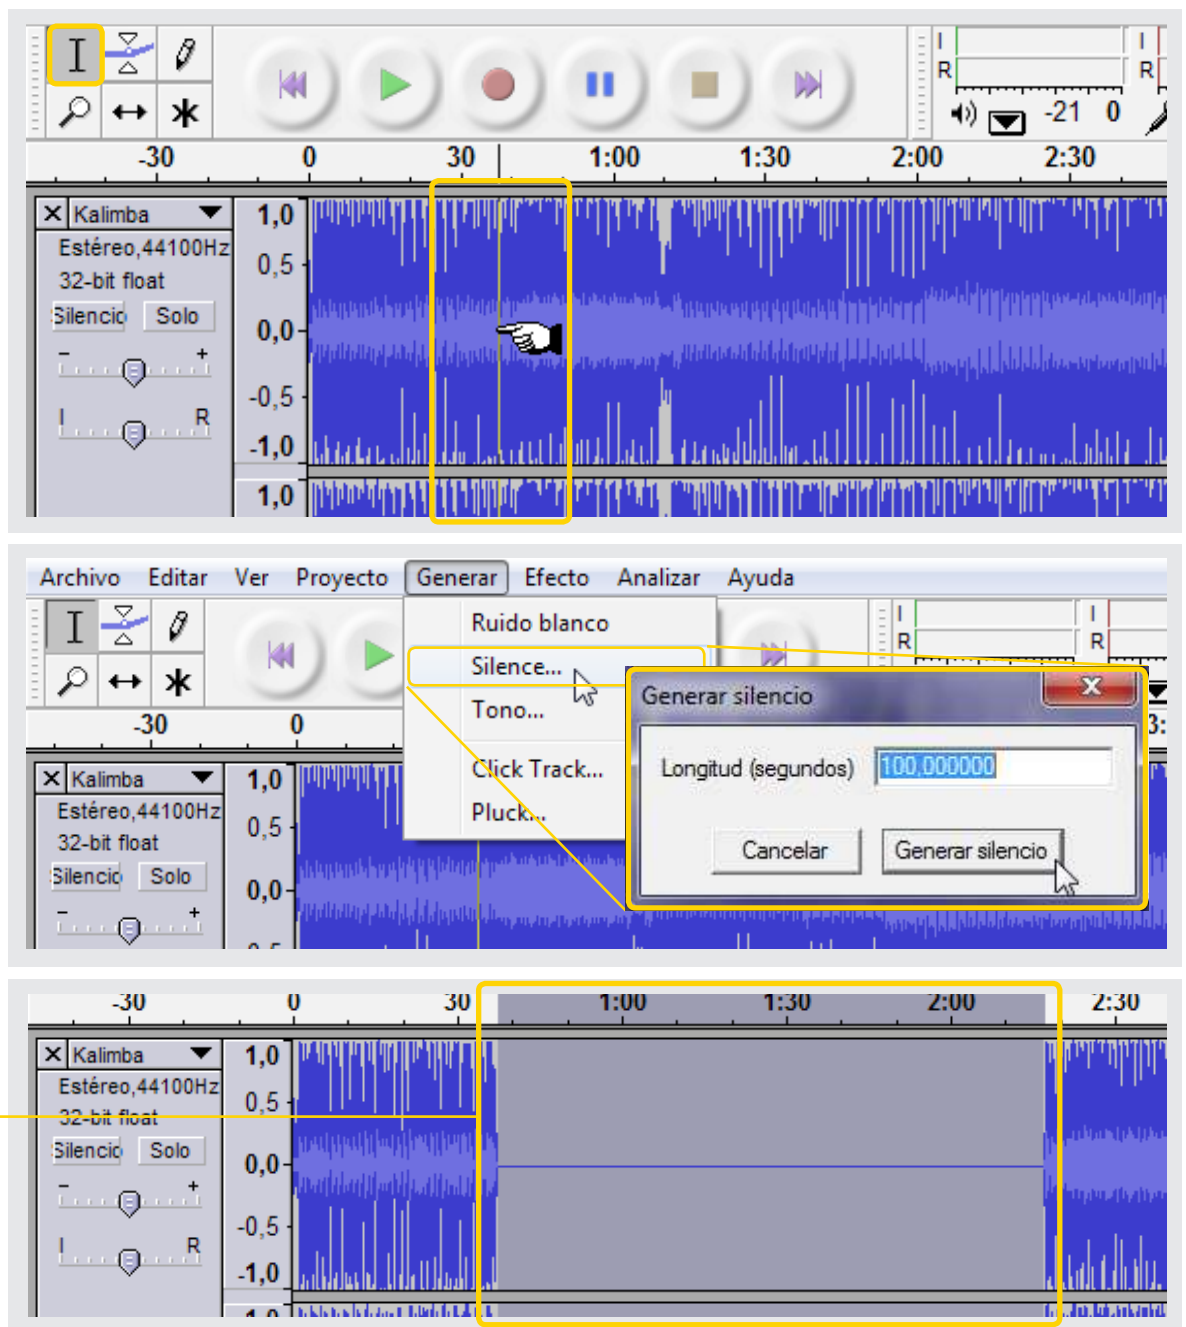 I
R
I
R
-21 0
-30 0 30 1:00 1:30 2:00 2:30
Kalimba
Estéreo,44100Hz
32-bit float
Silencio Solo
- +
I R
1,0
0,5
0,0
-0,5
-1,0
1,0
Archivo Editar Ver Proyecto Generar Efecto Analizar Ayuda
Ruido blanco
Silence...
Tono...
Click Track...
Pluck...
I
R
I
R
-30 0
3:
Generar silencio
Longitud (segundos) 100,000000
Cancelar Generar silencio
Kalimba
Estéreo,44100Hz
32-bit float
Silencio Solo
- +
1,0
0,5
0,0
-30 0 30 1:00 1:30 2:00 2:30
Kalimba
Estéreo,44100Hz
32-bit float
Silencio Solo
- +
I R
1,0
0,5
0,0
-0,5
-1,0